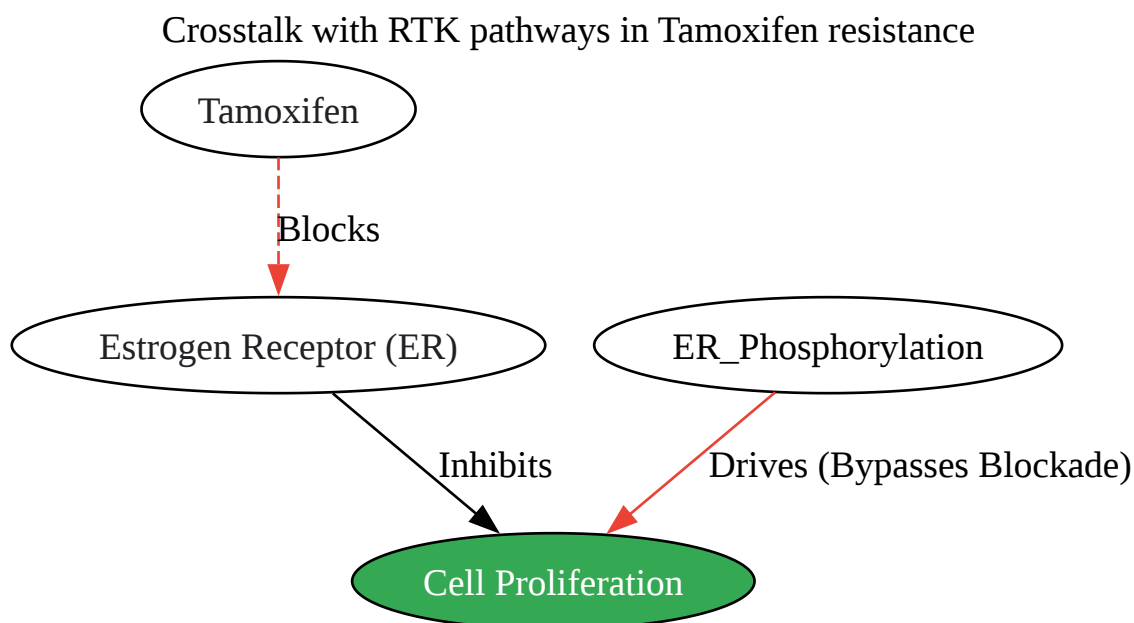 Crosstalk with RTK pathways in Tamoxifen resistance
Tamoxifen
Blocks
Estrogen Receptor (ER)
ER_Phosphorylation
Inhibits
Drives (Bypasses Blockade)
Cell Proliferation